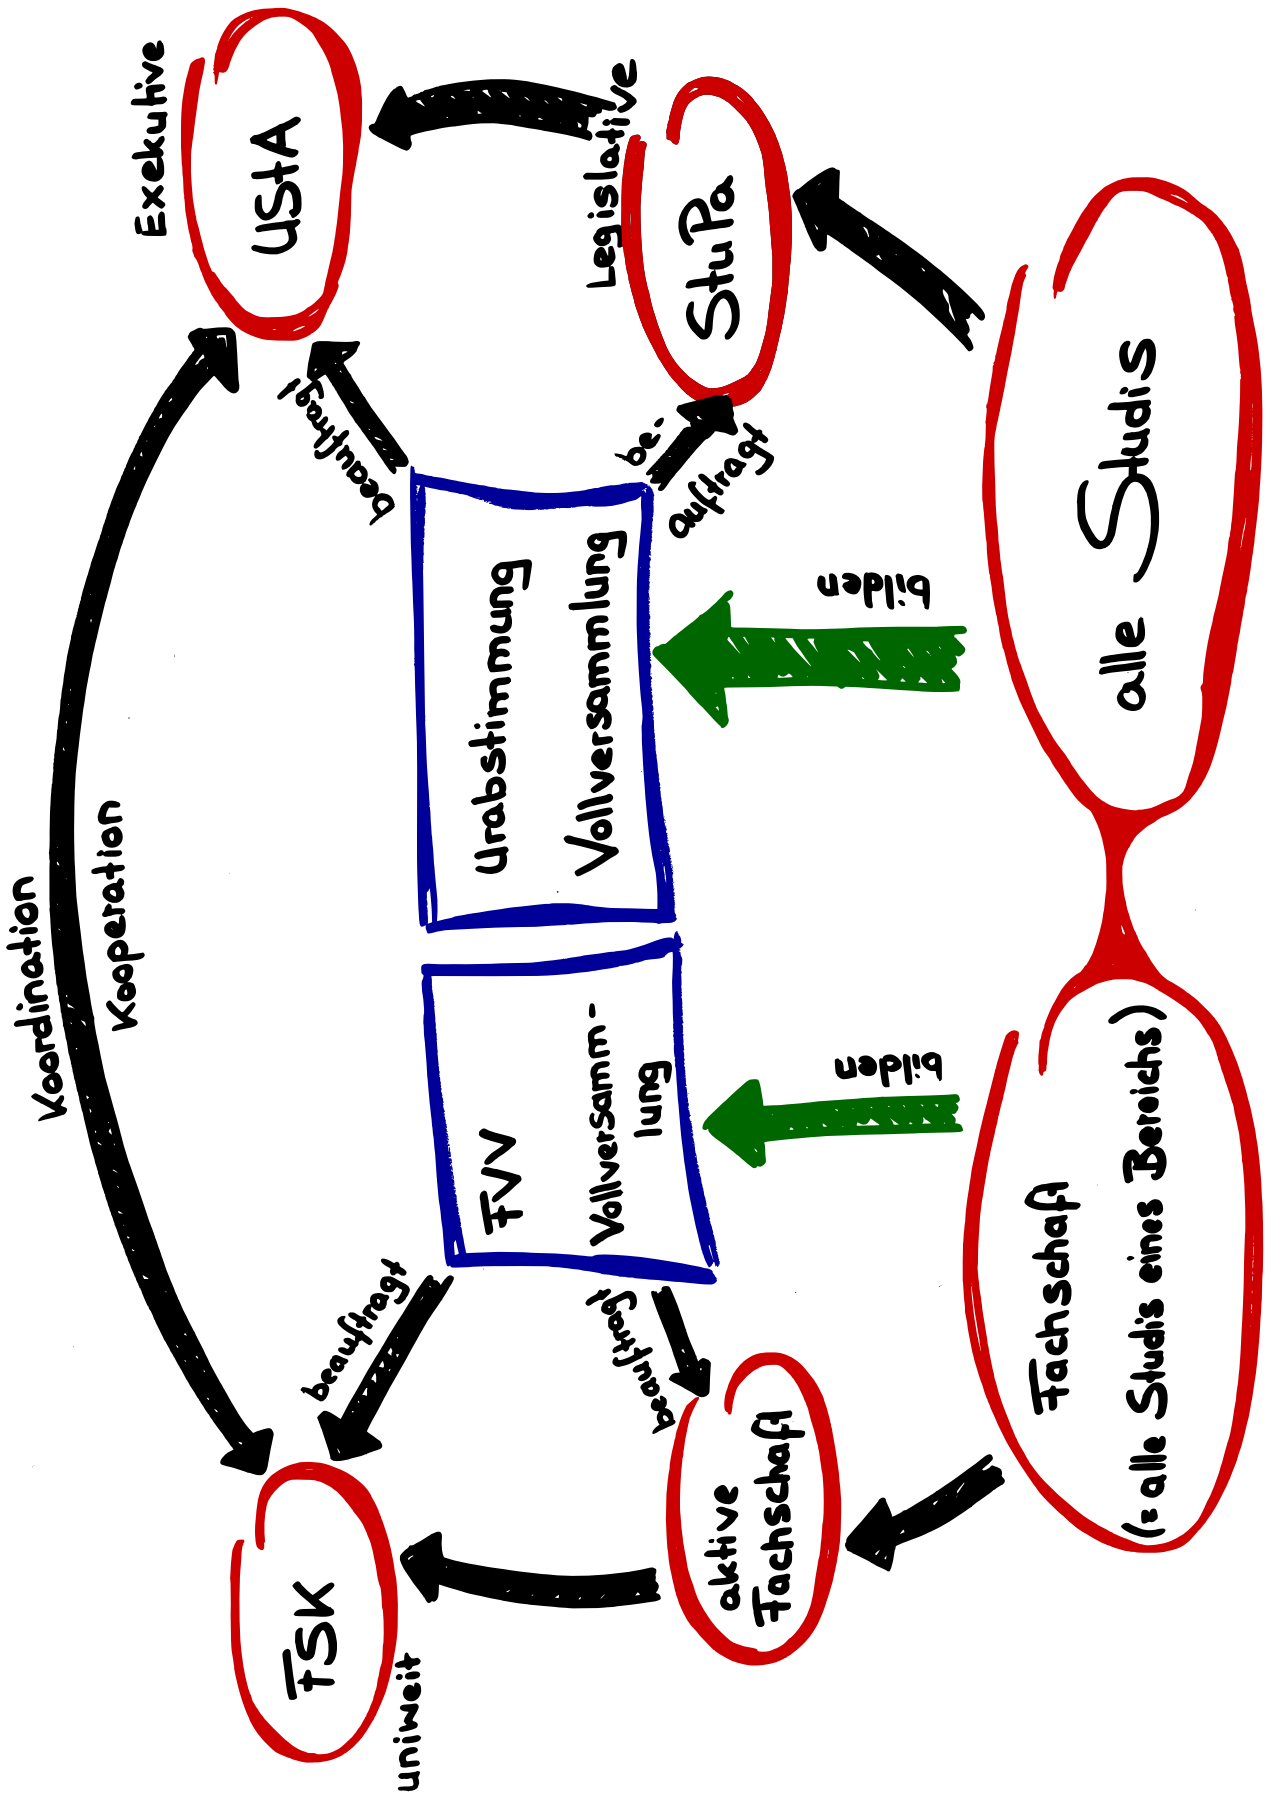 Koordination
Kooperation
Exekutive
UStA
FSK
uniweit
beauftragt
beauftragt
Legislative
StuPa
FVV
Vollversamm-
lung
Urabstimmung
Vollversammlung
be-
auftragt
beauftragt
aktive
Fachschaft
bilden
bilden
Fachschaft
(= alle Studis eines Bereichs)
alle Studis